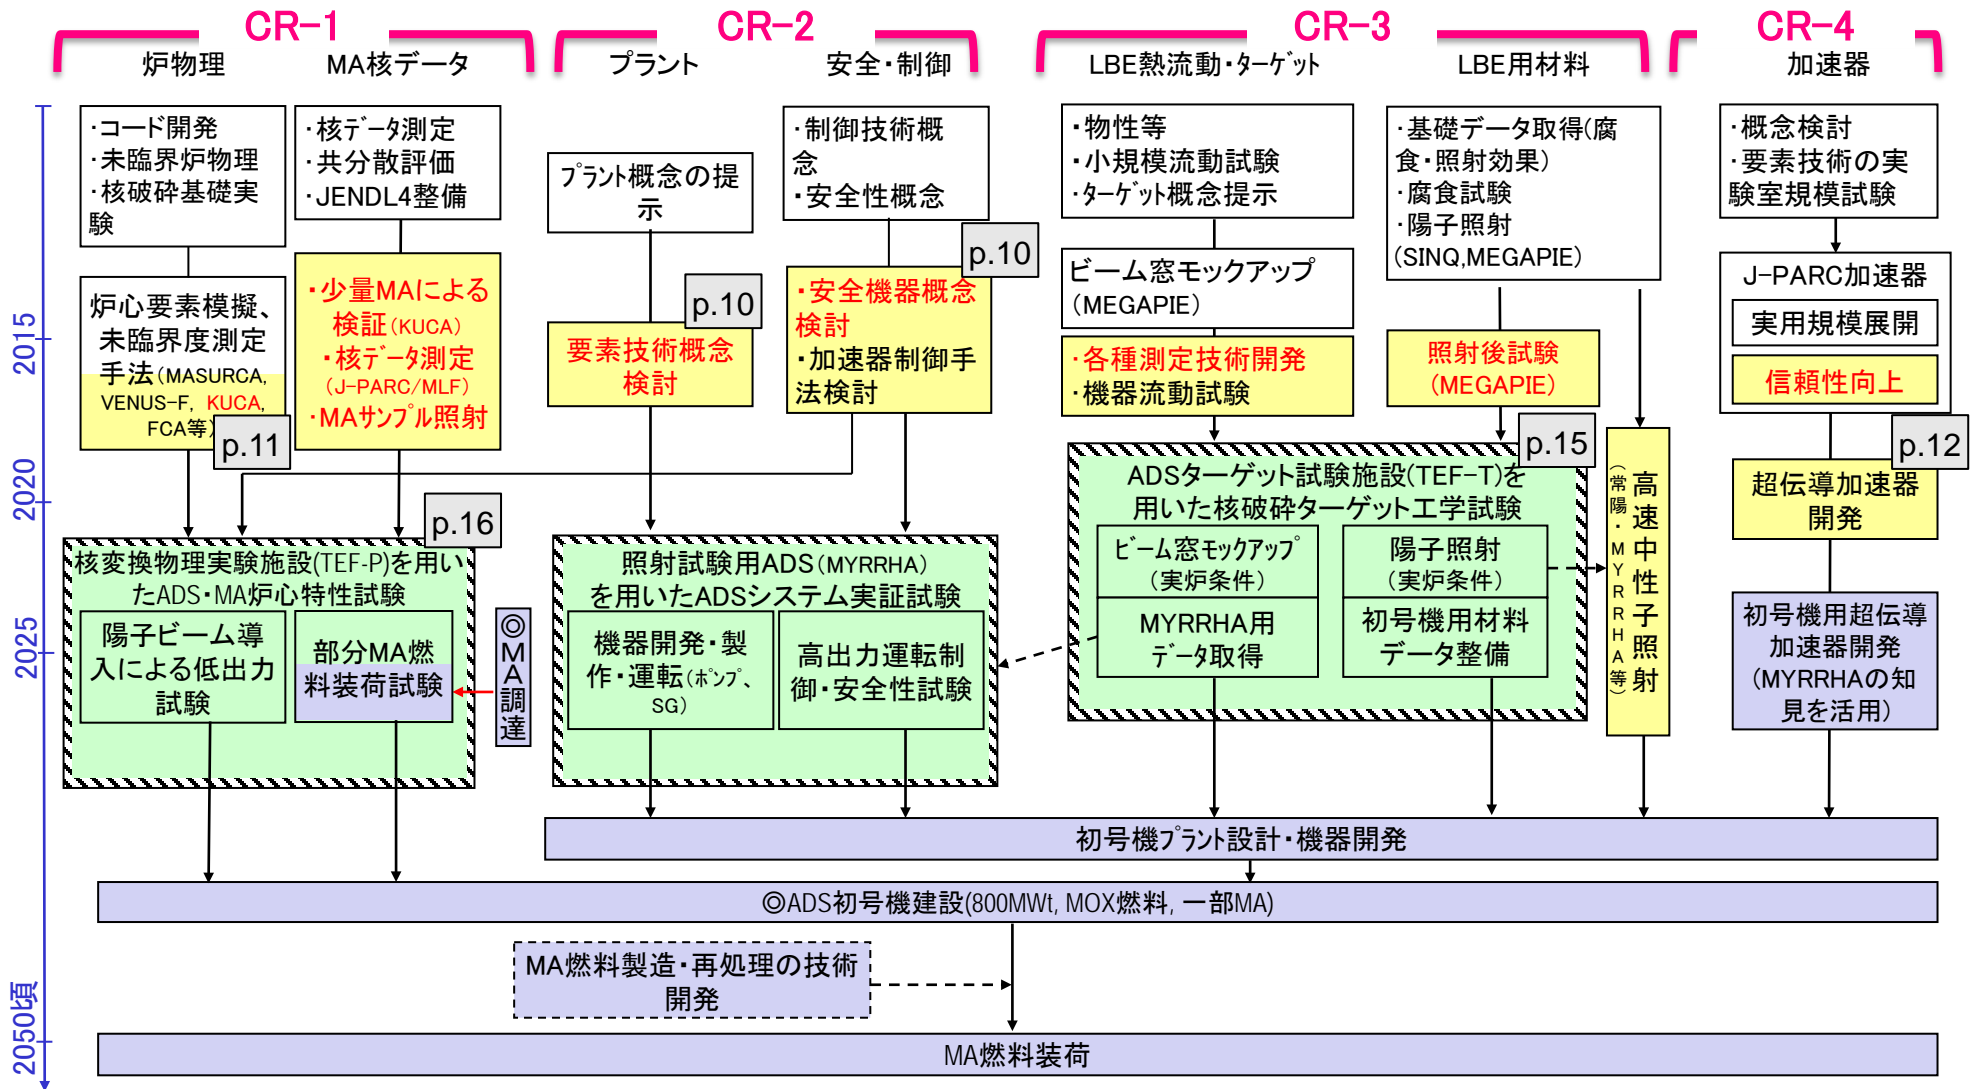 CR-1
CR-2
CR-3
CR-4
炉物理
MA核データ
プラント
安全・制御
LBE熱流動・ターゲット
LBE用材料
加速器
2015
2020
2025
2050頃
・コード開発
・未臨界炉物理
・核破砕基礎実
験
・核データ測定
・共分散評価
・JENDL4整備
プラント概念の提
示
・制御技術概
念
・安全性概念
・物性等
・小規模流動試験
・ターゲット概念提示
・基礎データ取得(腐
食・照射効果)
・腐食試験
・陽子照射
(SINQ,MEGAPIE)
・概念検討
・要素技術の実
験室規模試験
炉心要素模擬、
未臨界度測定
手法(MASURCA,
VENUS-F, KUCA,
FCA等)
p.11
・少量MAによる
検証(KUCA)
・核データ測定
(J-PARC/MLF)
・MAサンプル照射
p.10
要素技術概念
検討
p.10
・安全機器概念
検討
・加速器制御手
法検討
ビーム窓モックアップ
(MEGAPIE)
・各種測定技術開発
・機器流動試験
照射後試験
(MEGAPIE)
J-PARC加速器
実用規模展開
信頼性向上
p.12
超伝導加速器
開発
p.16
核変換物理実験施設(TEF-P)を用い
たADS・MA炉心特性試験
陽子ビーム導
入による低出力
試験
部分MA燃
料装荷試験
◎MA調達
照射試験用ADS(MYRRHA)
を用いたADSシステム実証試験
機器開発・製
作・運転(ポンプ、
SG)
高出力運転制
御・安全性試験
p.15
ADSターゲット試験施設(TEF-T)を
用いた核破砕ターゲット工学試験
ビーム窓モックアップ
(実炉条件)
MYRRHA用
データ取得
陽子照射
(実炉条件)
初号機用材料
データ整備
高速中性子照射
(常陽・MYRRHA等)
初号機用超伝導
加速器開発
(MYRRHAの知
見を活用)
初号機プラント設計・機器開発
◎ADS初号機建設(800MWt, MOX燃料, 一部MA)
MA燃料製造・再処理の技術
開発
MA燃料装荷